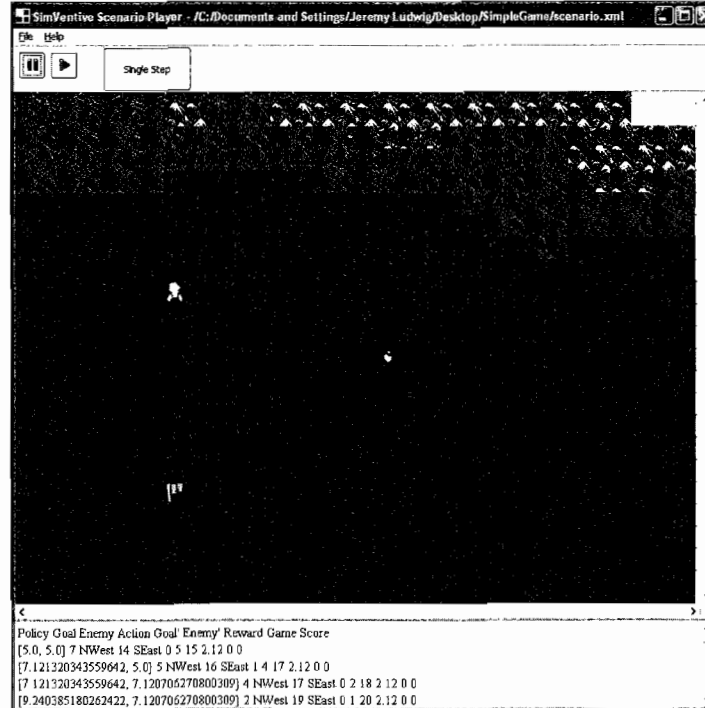 SimVentive Scenario Player - /C:/Documents and Settings/Jeremy Ludwig/Desktop/SimpleGame/scenario.xml
File Help
Single Step
Policy Goal Enemy Action Goal' Enemy' Reward Game Score
[5.0, 5.0] 7 NWest 14 SEast 0 5 15 2.12 0 0
[7.121320343559642, 5.0] 5 NWest 16 SEast 1 4 17 2.12 0 0
[7 121320343559642, 7.120706270800309] 4 NWest 17 SEast 0 2 18 2 12 0 0
[9.240385180262422, 7.120706270800309] 2 NWest 19 SEast 0 1 20 2.12 0 0